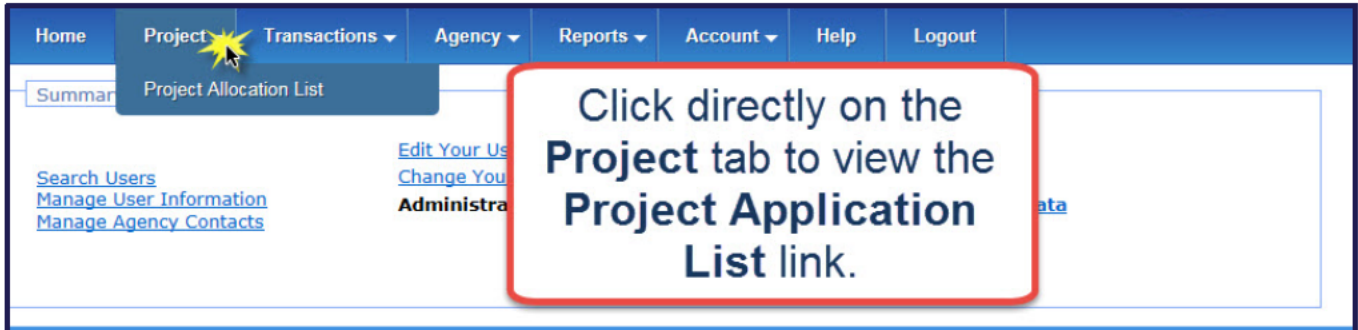 Home Project Transactions Agency Reports Account Help Logout
Project Allocation List
Summar
Click directly on the
Project tab to view the
Project Application
List link.
Edit Your Us
Search Users
Change You
Manage User Information
Administra
ata
Manage Agency Contacts